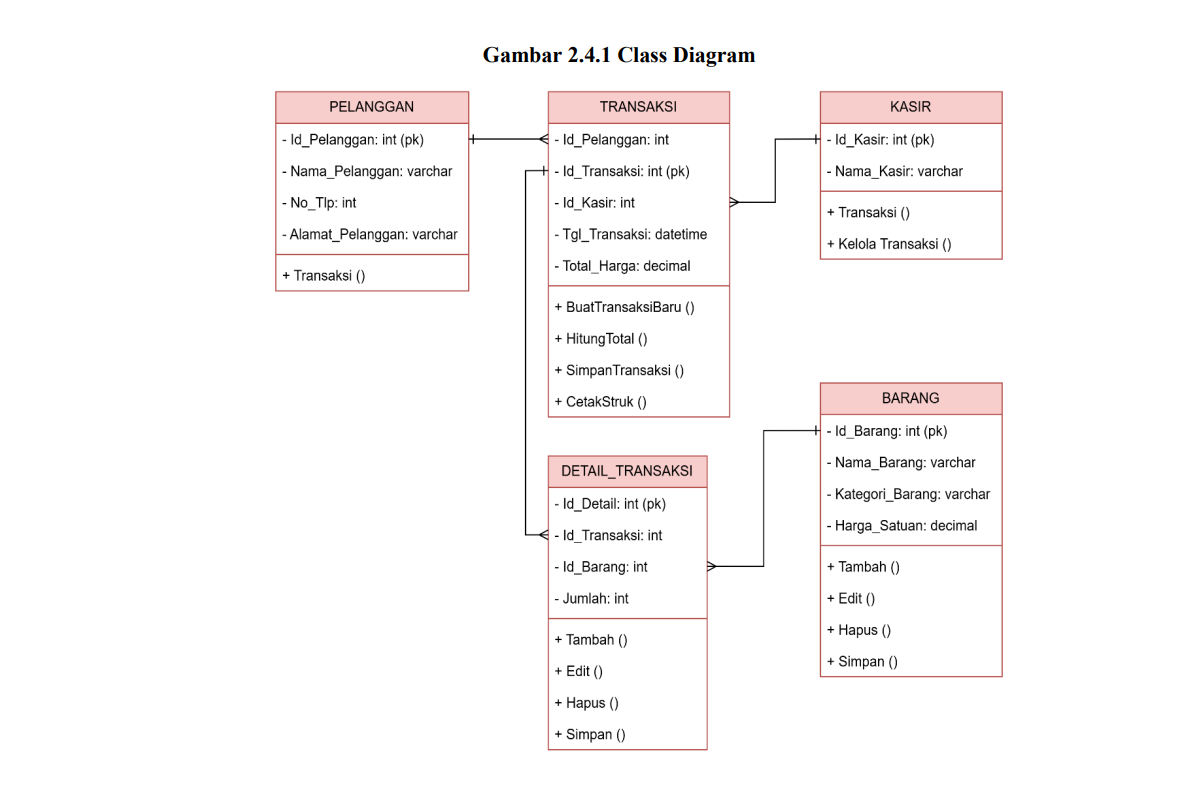 Gambar 2.4.1 Class Diagram
PELANGGAN
- Id_Pelanggan: int (pk)
- Nama_Pelanggan: varchar
- No_Tlp: int
- Alamat_Pelanggan: varchar
+ Transaksi ()
TRANSAKSI
- Id_Pelanggan: int
- Id_Transaksi: int (pk)
- Id_Kasir: int
- Tgl_Transaksi: datetime
- Total_Harga: decimal
+ BuatTransaksiBaru ()
+ HitungTotal ()
+ SimpanTransaksi ()
+ CetakStruk ()
KASIR
- Id_Kasir: int (pk)
- Nama_Kasir: varchar
+ Transaksi ()
+ Kelola Transaksi ()
DETAIL_TRANSAKSI
- Id_Detail: int (pk)
- Id_Transaksi: int
- Id_Barang: int
- Jumlah: int
+ Tambah ()
+ Edit ()
+ Hapus ()
+ Simpan ()
BARANG
- Id_Barang: int (pk)
- Nama_Barang: varchar
- Kategori_Barang: varchar
- Harga_Satuan: decimal
+ Tambah ()
+ Edit ()
+ Hapus ()
+ Simpan ()